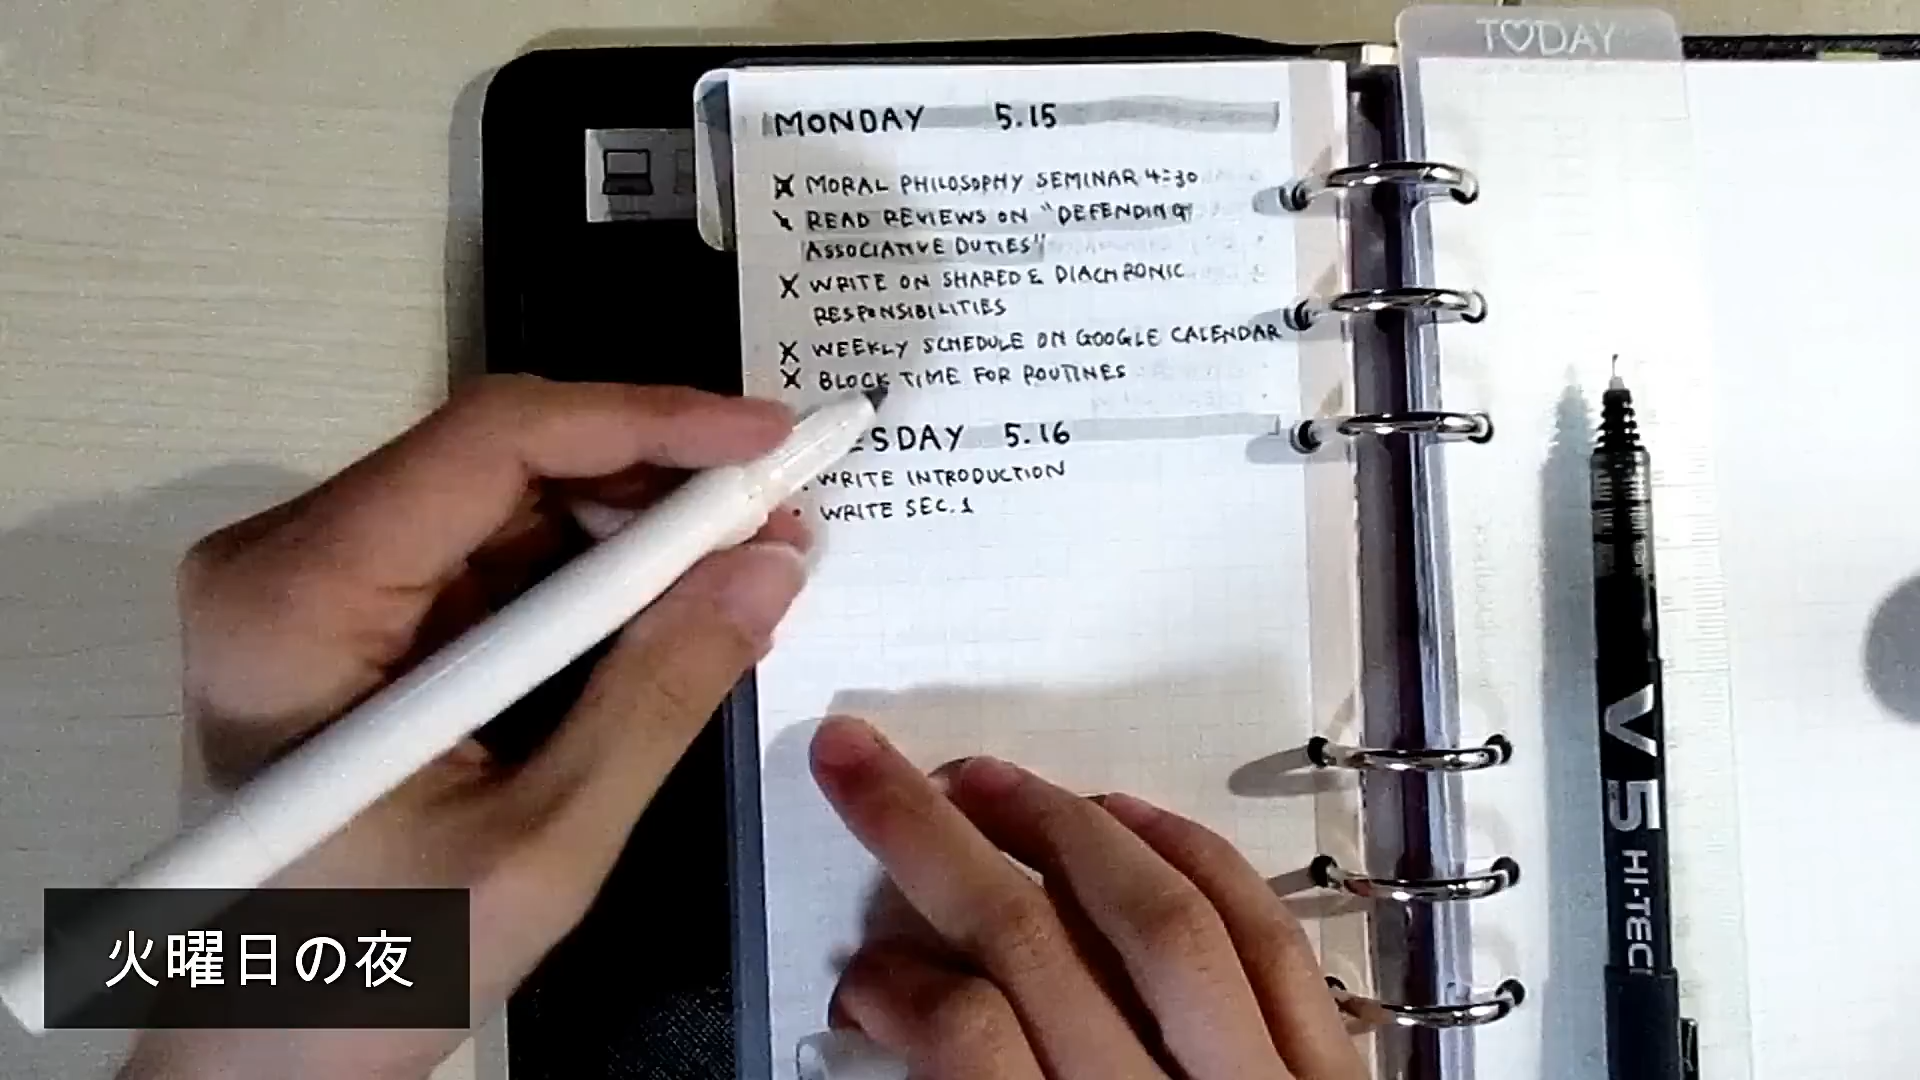 TODAY
MONDAY 5.15
MORAL PHILOSOPHY SEMINAR 4:30
READ REVIEWS ON "DEFENDING
ASSOCIATIVE DUTIES"
X WRITE ON SHARED & DIACHRONIC
RESPONSIBILITIES
X WEEKLY SCHEDULE ON GOOGLE CALENDAR
X BLOCK TIME FOR ROUTINES
ESDAY 5.16
• WRITE INTRODUCTION
• WRITE SEC.1
V5 HI-TEC
火曜日の夜